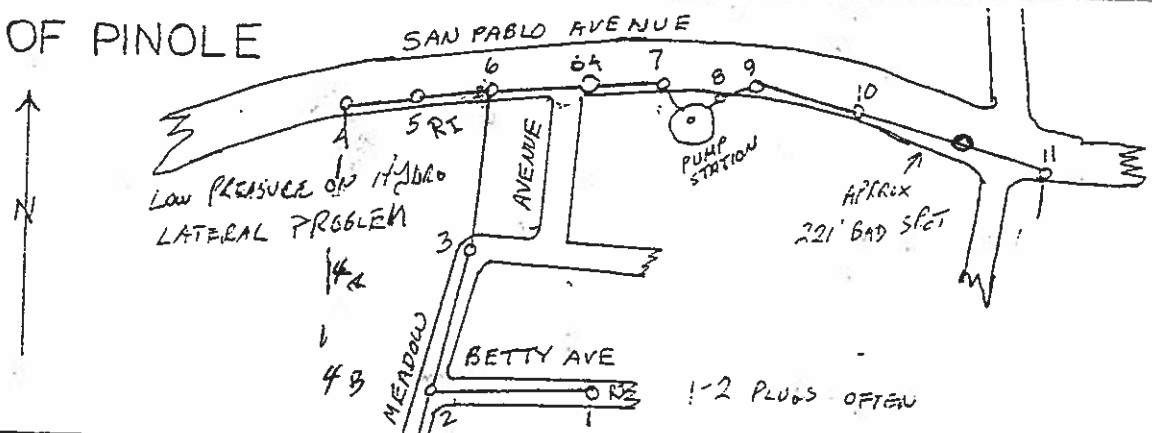 OF PINOLE
SAN PABLO AVENUE
6
6A
7
8
9
10
11
4
5 RI
N
AVENUE
PUMP
STATION
LOW PRESSURE ON HYDRO
LATERAL PROBLEM
APPROX
221' BAD SPOT
3
4A
4B
MEADOW
BETTY AVE
2
1
1-2 PLUGS OFTEN